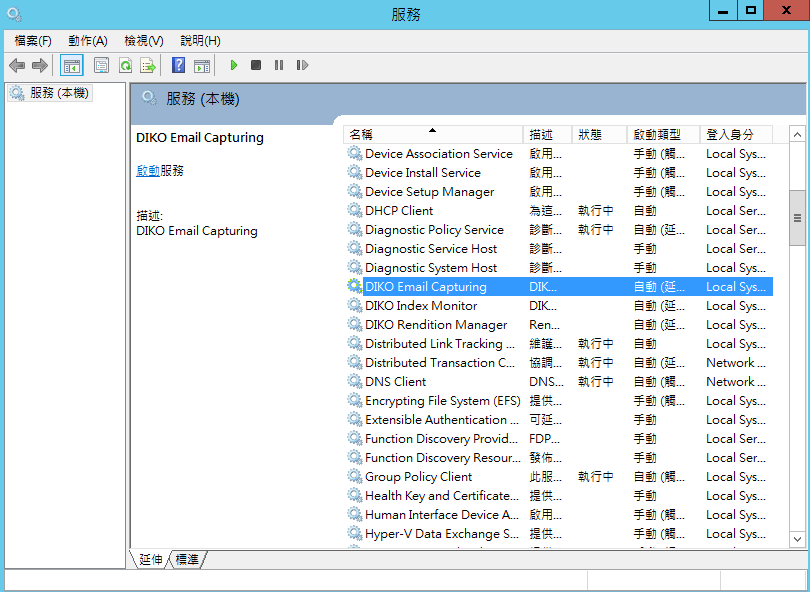 服務
檔案(F) 動作(A) 檢視(V) 說明(H)
服務 (本機)
服務 (本機)
DIKO Email Capturing
啟動服務
描述:
DIKO Email Capturing
名稱 描述 狀態 啟動類型 登入身分
Device Association Service 啟用... 手動 (觸... Local Sys...
Device Install Service 啟用... 手動 (觸... Local Sys...
Device Setup Manager 啟用... 手動 (觸... Local Sys...
DHCP Client 為這... 執行中 自動 Local Ser...
Diagnostic Policy Service 診斷... 執行中 自動 (延... Local Ser...
Diagnostic Service Host 診斷... 手動 Local Ser...
Diagnostic System Host 診斷... 手動 Local Sys...
DIKO Email Capturing DIK... 自動 (延... Local Sys...
DIKO Index Monitor DIK... 自動 (延... Local Sys...
DIKO Rendition Manager Ren... 自動 (延... Local Sys...
Distributed Link Tracking ... 維護... 執行中 自動 Local Sys...
Distributed Transaction C... 協調... 執行中 自動 (延... Network ...
DNS Client DNS... 執行中 自動 (觸... Network ...
Encrypting File System (EFS) 提供... 手動 (觸... Local Sys...
Extensible Authentication ... 可延... 手動 Local Sys...
Function Discovery Provid... FDP... 手動 Local Ser...
Function Discovery Resour... 發佈... 手動 Local Ser...
Group Policy Client 此服... 執行中 自動 (觸... Local Sys...
Health Key and Certificate... 提供... 手動 Local Sys...
Human Interface Device A... 啟用... 手動 (觸... Local Sys...
Hyper-V Data Exchange S... 提供... 手動 (觸... Local Sys...
延伸 標準